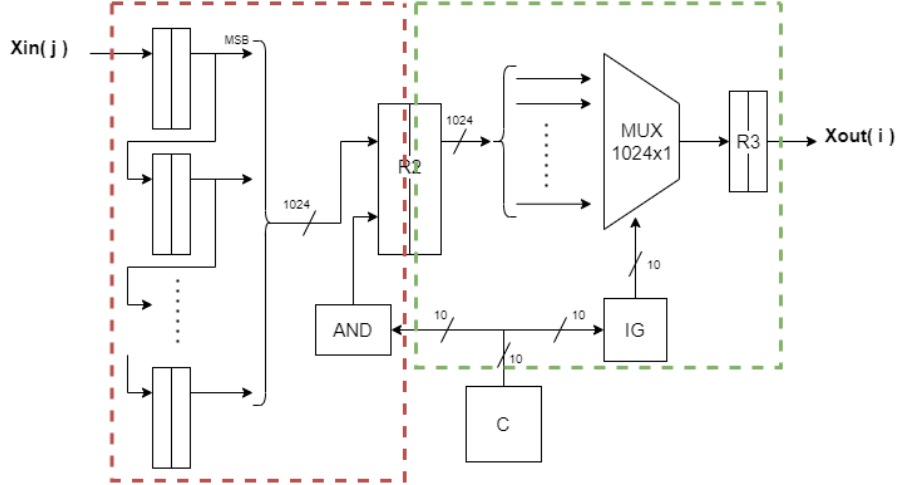 Xin( j )
MSB
1024
R2
1024
MUX
1024x1
R3
Xout( i )
10
AND
10
10
IG
10
C